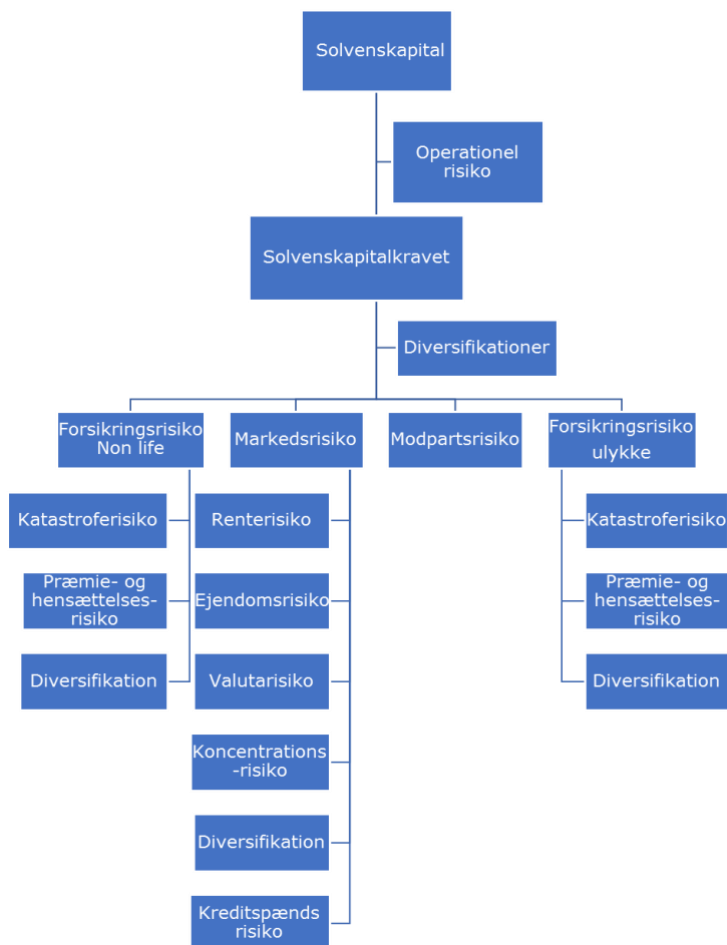 Solvenskapital
Operationel
risiko
Solvenskapitalkravet
Diversifikationer
Forsikringsrisiko
Non life
Markedsrisiko
Modpartsrisiko
Forsikringsrisiko
ulykke
Katastroferisiko
Præmie- og
hensættelses-
risiko
Diversifikation
Renterisiko
Ejendomsrisiko
Valutarisiko
Koncentrations
-risiko
Diversifikation
Kreditspænds
risiko
Katastroferisiko
Præmie- og
hensættelses-
risiko
Diversifikation